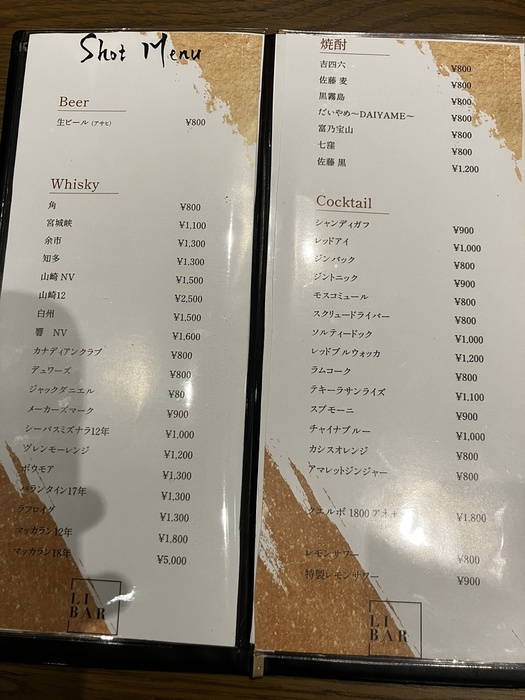 Shot Menu
Beer
生ビール (アサヒ) ¥800
Whisky
角 ¥800
宮城峡 ¥1,100
余市 ¥1,300
知多 ¥1,300
山崎 NV ¥1,500
山崎12 ¥2,500
白州 ¥1,500
響 NV ¥1,600
カナディアンクラブ ¥800
デュワーズ ¥800
ジャックダニエル ¥80
メーカーズマーク ¥900
シーバスミズナラ12年 ¥1.000
グレンモーレンジ ¥1,200
ボウモア ¥1,300
バランタイン17年 ¥1,300
ラフロイグ ¥1,300
マッカラン12年 ¥1,800
マッカラン18年 ¥5,000
LI
BAR
焼酎
吉四六 ¥800
佐藤 麦 ¥800
黒霧島 ¥800
だいやめ〜DAIYAME〜 ¥800
富乃宝山 ¥800
七窪 ¥800
佐藤 黒 ¥1,200
Cocktail
シャンディガフ ¥900
レッドアイ ¥1,000
ジンバック ¥800
ジントニック ¥900
モスコミュール ¥800
スクリュードライバー ¥800
ソルティードック ¥1,000
レッドブルウォッカ ¥1,200
ラムコーク ¥800
テキーラサンライズ ¥1,100
スプモーニ ¥900
チャイナブルー ¥1,000
カシスオレンジ ¥800
アマレットジンジャー ¥800
クエルボ 1800 アネホ ¥1,800
レモンサワー ¥800
特製レモンサワー ¥900
LI
BAR